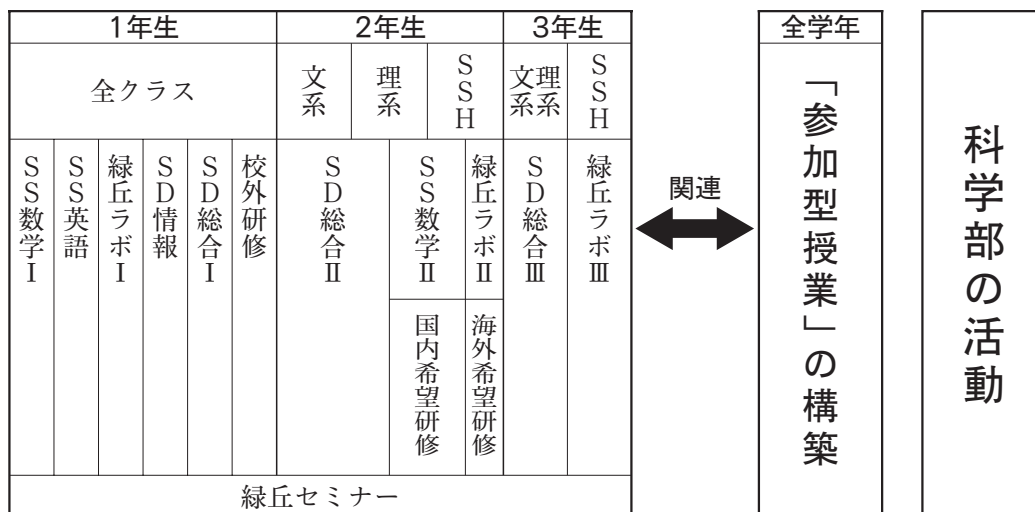 1年生
2年生
3年生
全クラス
文系
理系
SSH
文系
理系
SSH
SS数学Ⅰ
SS英語
緑丘ラボⅠ
SD情報
SD総合Ⅰ
校外研修
SD総合Ⅱ
SS数学Ⅱ
緑丘ラボⅡ
SD総合Ⅲ
緑丘ラボⅢ
国内希望研修
海外希望研修
緑丘セミナー
関連
全学年
「参加型授業」の構築
科学部の活動